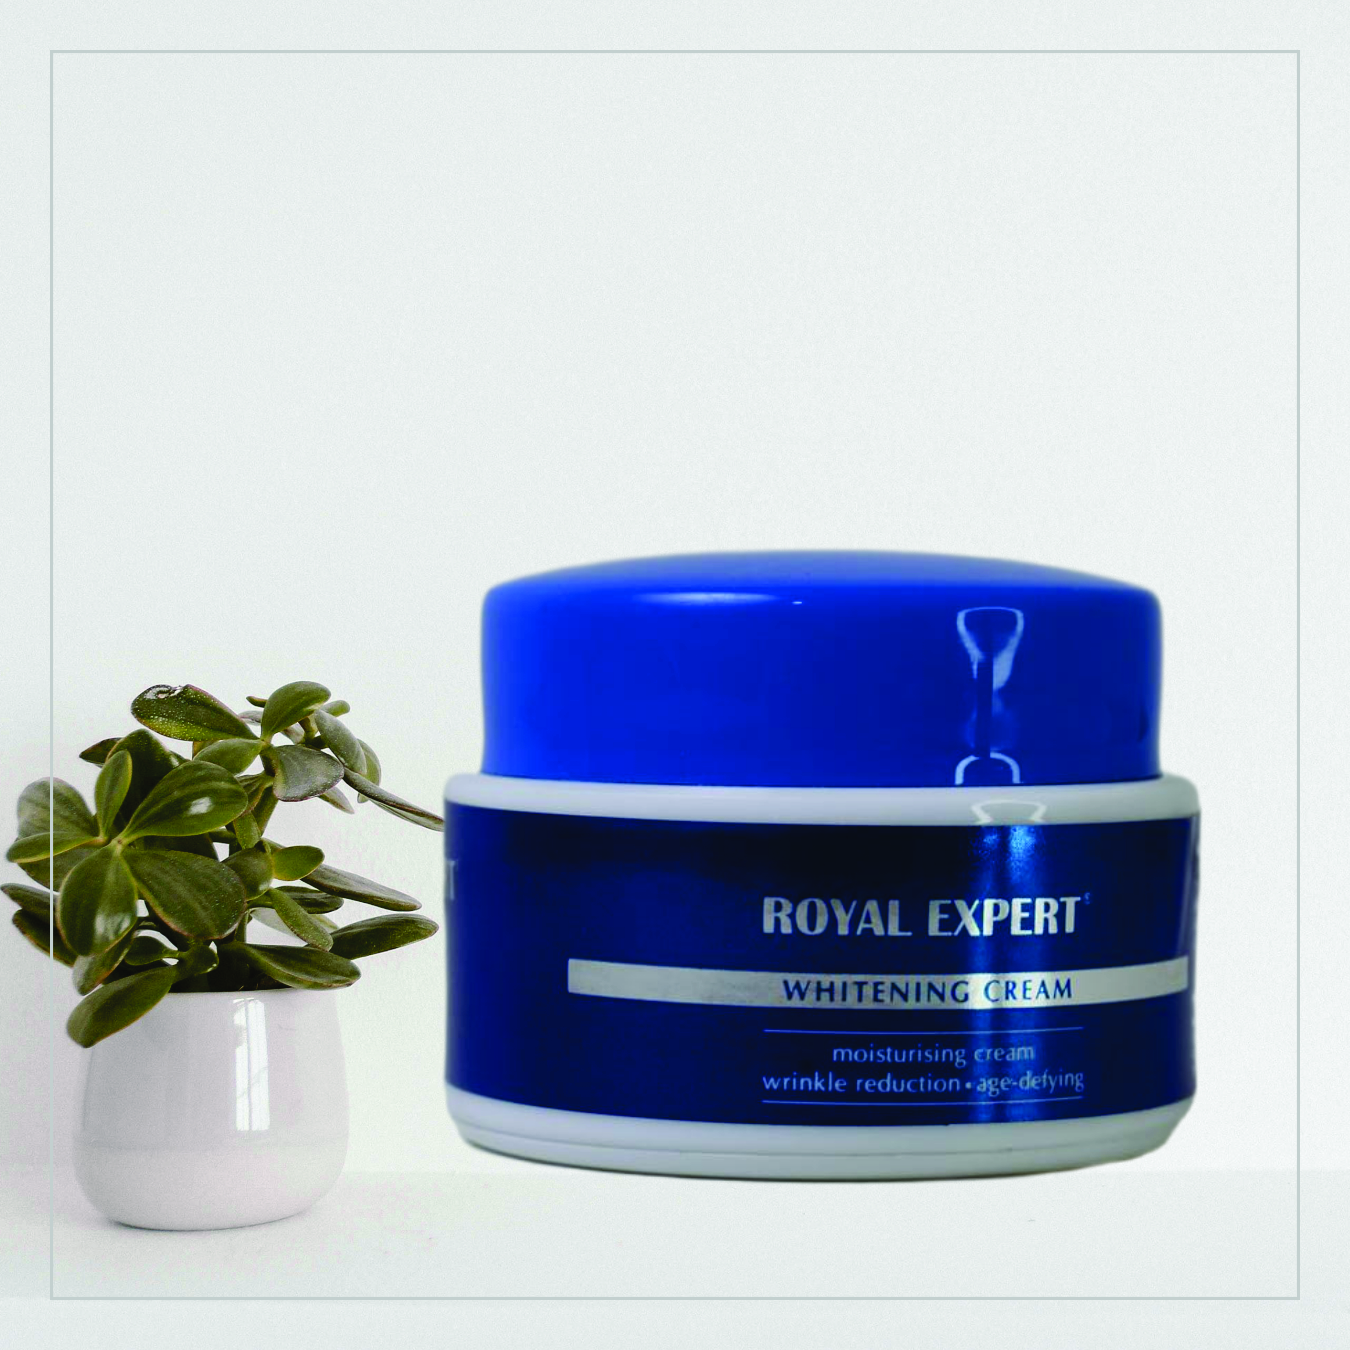 ROYAL EXPERT
WHITENING CREAM
moisturising cream
wrinkle reduction • age-defying